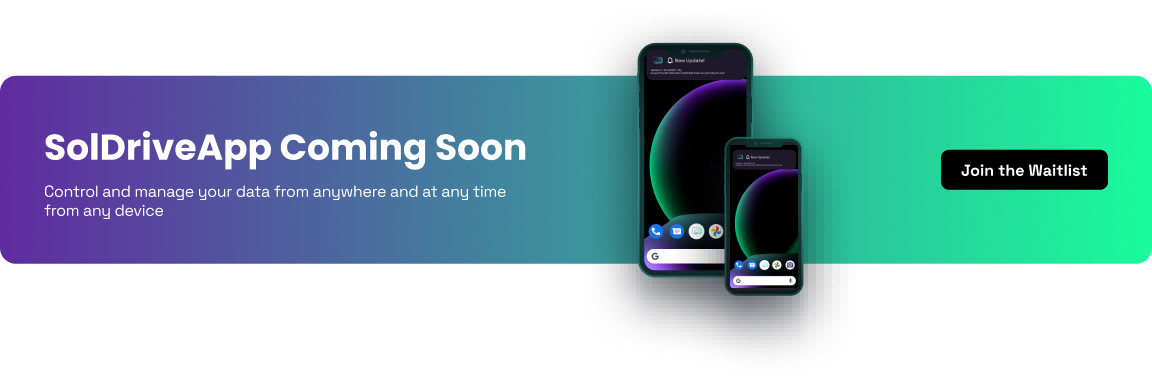 SolDriveApp Coming Soon
Control and manage your data from anywhere and at any time
from any device
New Update!
New Update!
Join the Waitlist